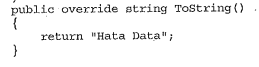 public override string ToString()
{
    return "Hata Data";
}